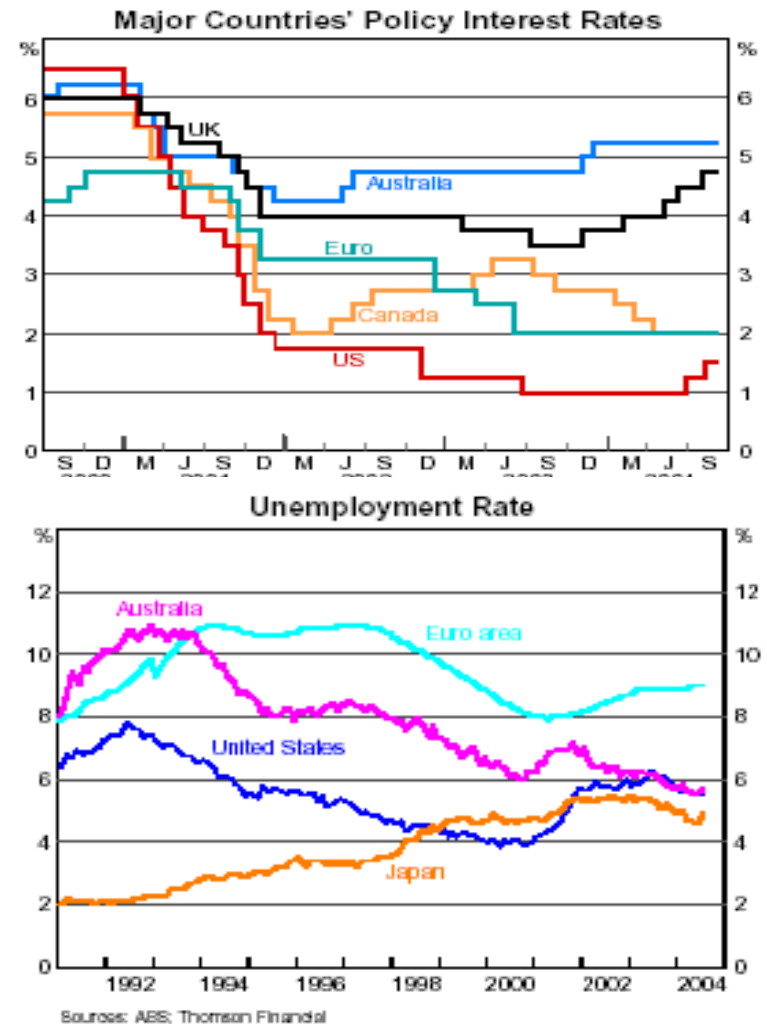 Major Countries' Policy Interest Rates
% %
6 6
UK
5 5
Australia
4 4
Euro
3 3
Canada
2 2
US
1 1
0 0
S D M J S D M J S D M J S D M J S
Unemployment Rate
% %
12 12
Australia
Euro area
10 10
8 8
United States
6 6
4 4
Japan
2 2
0 0
1992 1994 1996 1998 2000 2002 2004
Sources: ABS; Thomson Financial